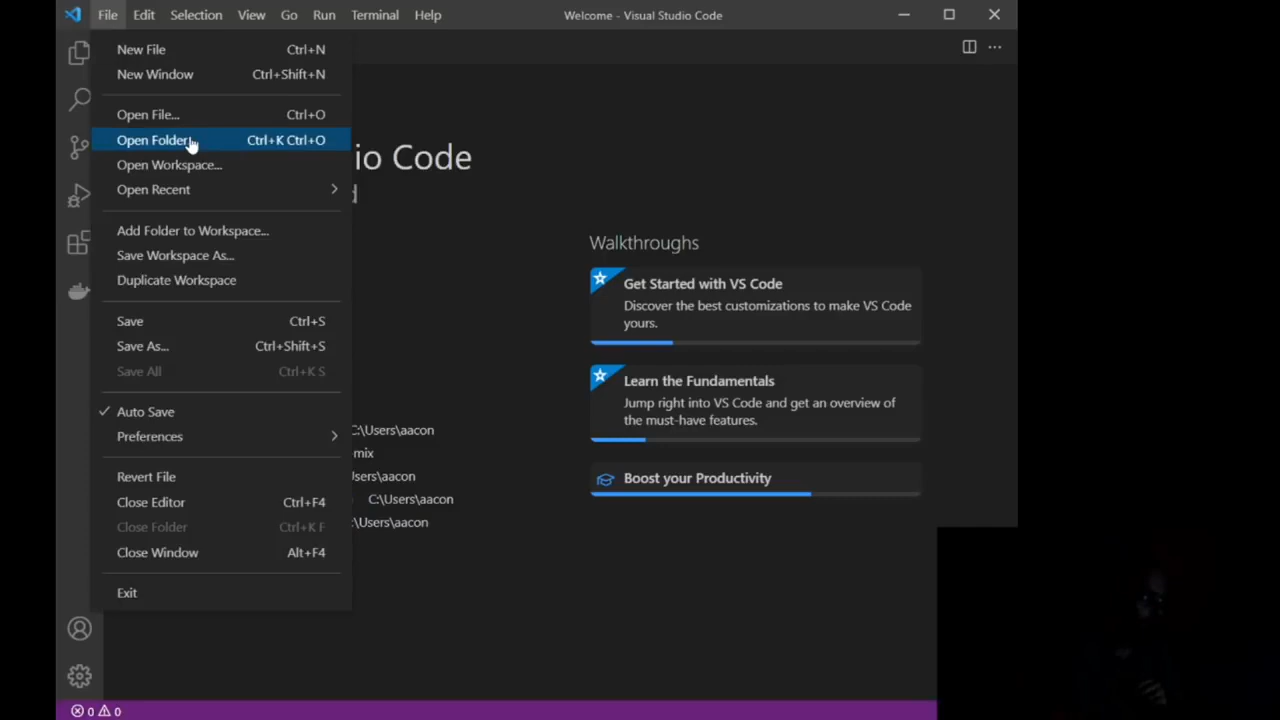 File Edit Selection View Go Run Terminal Help Welcome - Visual Studio Code
New File Ctrl+N
New Window Ctrl+Shift+N
Open File... Ctrl+O
Open Folder... Ctrl+K Ctrl+O
Open Workspace...
Open Recent
Add Folder to Workspace...
Save Workspace As...
Duplicate Workspace
Save Ctrl+S
Save As... Ctrl+Shift+S
Save All Ctrl+K S
Auto Save
Preferences
Revert File
Close Editor Ctrl+F4
Close Folder Ctrl+K F
Close Window Alt+F4
Exit
io Code
d
C:\Users\aacon
mix
Users\aacon
C:\Users\aacon
:\Users\aacon
Walkthroughs
Get Started with VS Code
Discover the best customizations to make VS Code
yours.
Learn the Fundamentals
Jump right into VS Code and get an overview of
the must-have features.
Boost your Productivity
0 0